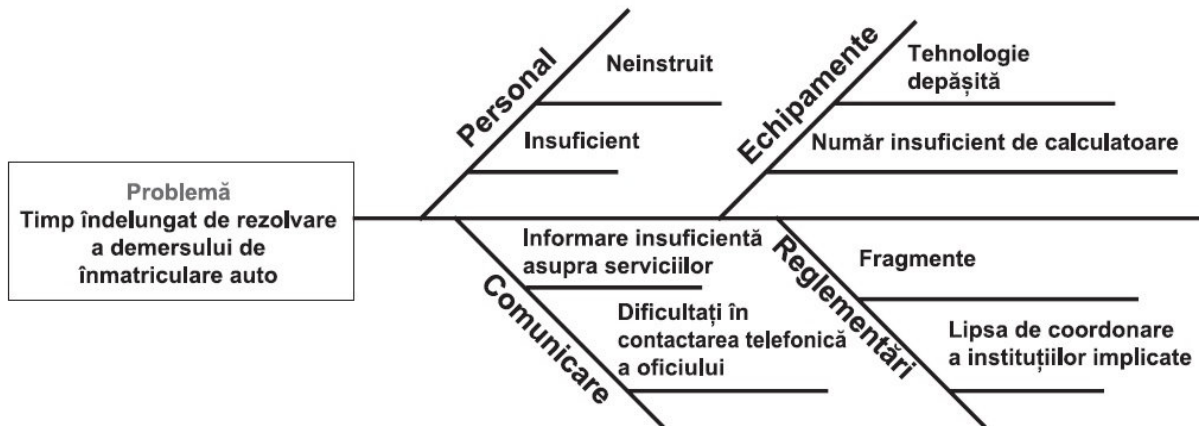 Problemă
Timp îndelungat de rezolvare
a demersului de
înmatriculare auto
Personal
Neinstruit
Insuficient
Echipamente
Tehnologie
depășită
Număr insuficient de calculatoare
Comunicare
Informare insuficientă
asupra serviciilor
Dificultați în
contactarea telefonică
a oficiului
Reglementări
Fragmente
Lipsa de coordonare
a instituțiilor implicate